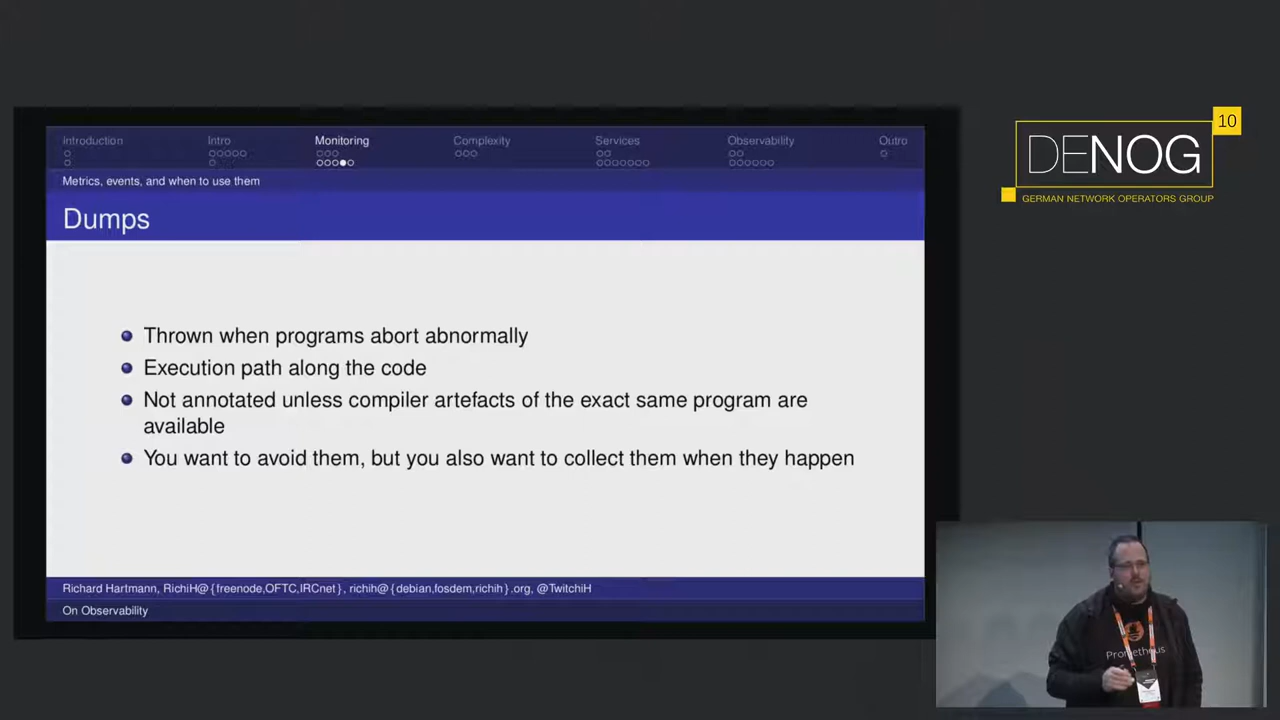 Introduction Intro Monitoring Complexity Services Observability Outro
Metrics, events, and when to use them
Dumps
Thrown when programs abort abnormally
Execution path along the code
Not annotated unless compiler artefacts of the exact same program are
available
You want to avoid them, but you also want to collect them when they happen
Richard Hartmann, RichiH@{freenode,OFTC,IRCnet}, richih@{debian,fosdem,richih}.org, @TwitchiH
On Observability
10
DENOG
GERMAN NETWORK OPERATORS GROUP
Prometheus